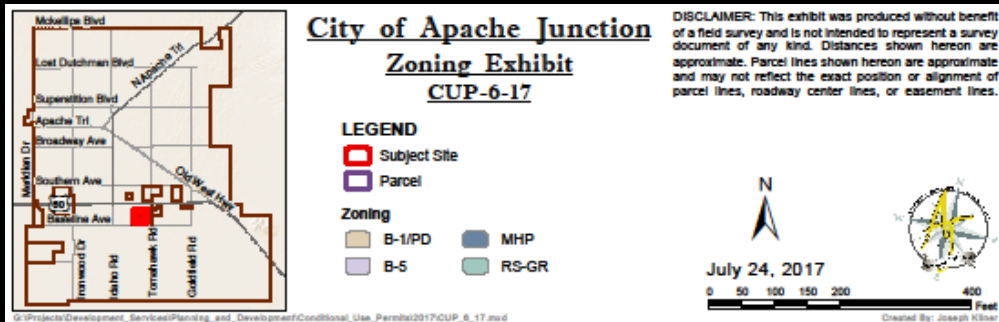 Mckellips Blvd
Lost Dutchman Blvd
N Apache Trl
Superstition Blvd
Apache Trl
Broadway Ave
Meridian Dr
Southern Ave
Old West Hwy
60
Baseline Ave
Ironwood Dr
Idaho Rd
Tomahawk Rd
Goldfield Rd
City of Apache Junction
Zoning Exhibit
CUP-6-17
LEGEND
Subject Site
Parcel
Zoning
B-1/PD
MHP
B-5
RS-GR
DISCLAIMER: This exhibit was produced without benefit
of a field survey and is not intended to represent a survey
document of any kind. Distances shown hereon are
approximate. Parcel lines shown hereon are approximate
and may not reflect the exact position or alignment of
parcel lines, roadway center lines, or easement lines.
N
July 24, 2017
0 50 100 150 200 400
Feet
G:\Projects\Development_Services\Planning_and_Development\Conditional_Use_Permits\2017\CUP_6_17.mxd
Created By: Joseph Kliner